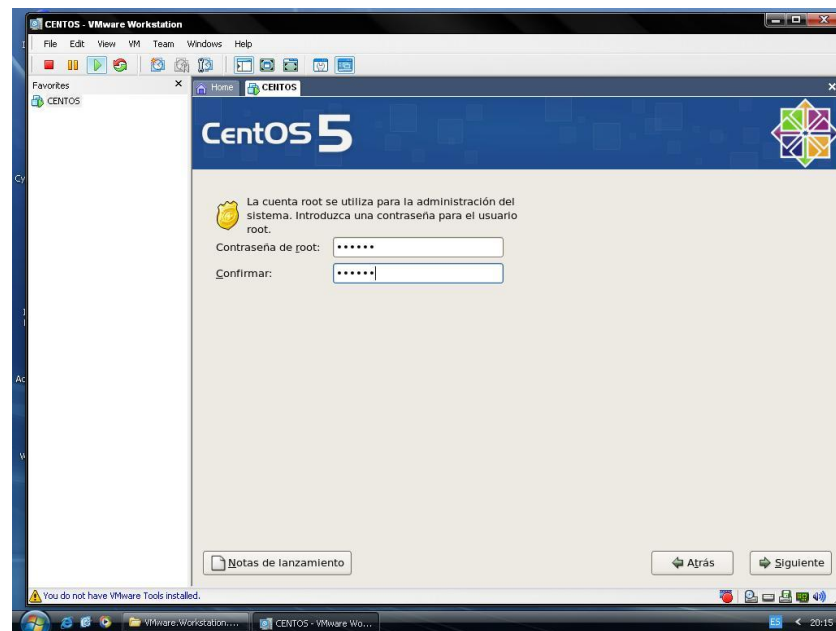 CENTOS - VMware Workstation
File Edit View VM Team Windows Help
Favorites
CENTOS
Home CENTOS
CentOS 5
La cuenta root se utiliza para la administración del
sistema. Introduzca una contraseña para el usuario
root.
Contraseña de root: ••••••
Confirmar: ••••••
Notas de lanzamiento
Atrás
Siguiente
You do not have VMware Tools installed.
VMware.Workstation....
CENTOS - VMware Wo...
ES
20:15